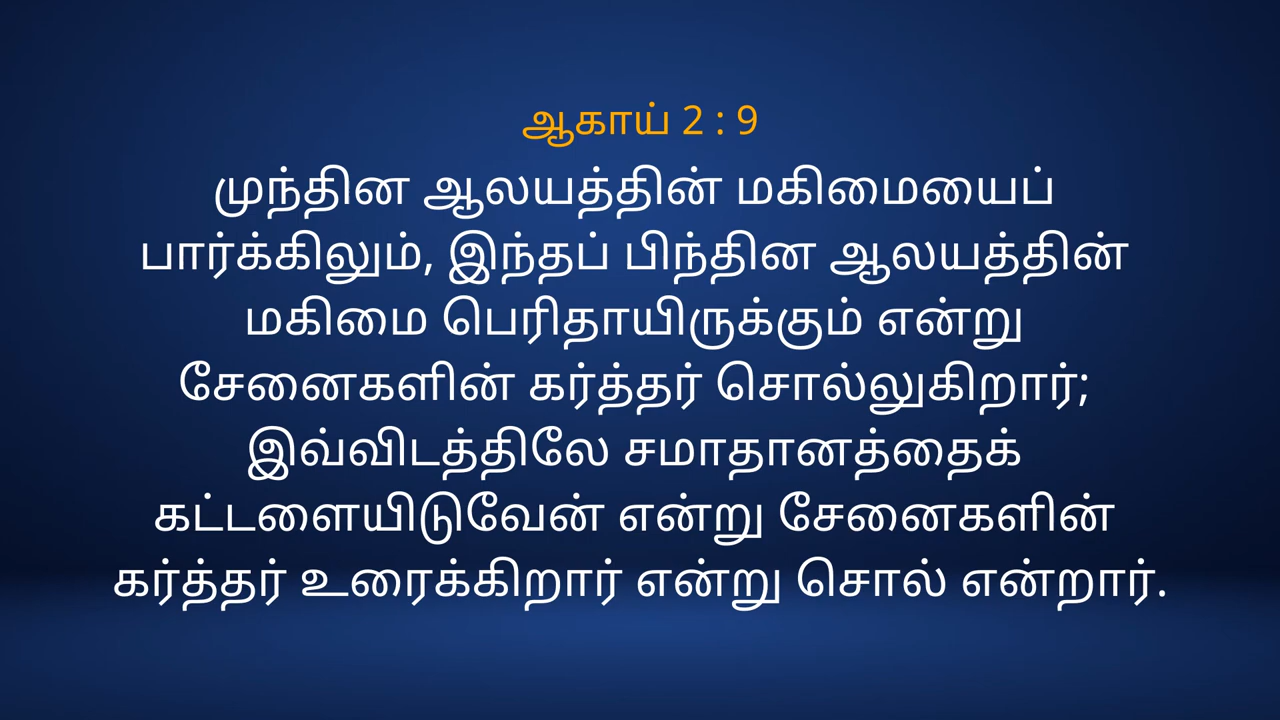 ஆகாய் 2 : 9
முந்தின ஆலயத்தின் மகிமையைப்
பார்க்கிலும், இந்தப் பிந்தின ஆலயத்தின்
மகிமை பெரிதாயிருக்கும் என்று
சேனைகளின் கர்த்தர் சொல்லுகிறார்;
இவ்விடத்திலே சமாதானத்தைக்
கட்டளையிடுவேன் என்று சேனைகளின்
கர்த்தர் உரைக்கிறார் என்று சொல் என்றார்.